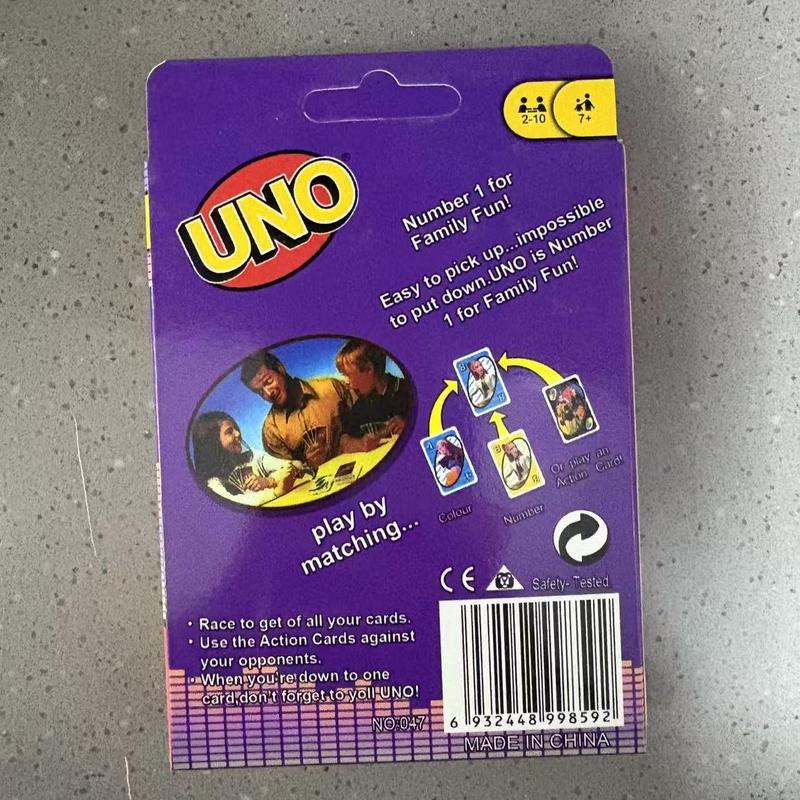 2-10
7+
UNO
Number 1 for
Family Fun!
Easy to pick up...impossible
to put down.UNO is Number
1 for Family Fun!
Or play an
Action Card!
Colour
Number
play by
matching...
CE
Safety- Tested
• Race to get of all your cards.
• Use the Action Cards against
your opponents.
• When you're down to one
card,don't forget to yoll UNO!
NO:047
6 932448 998592
MADE IN CHINA